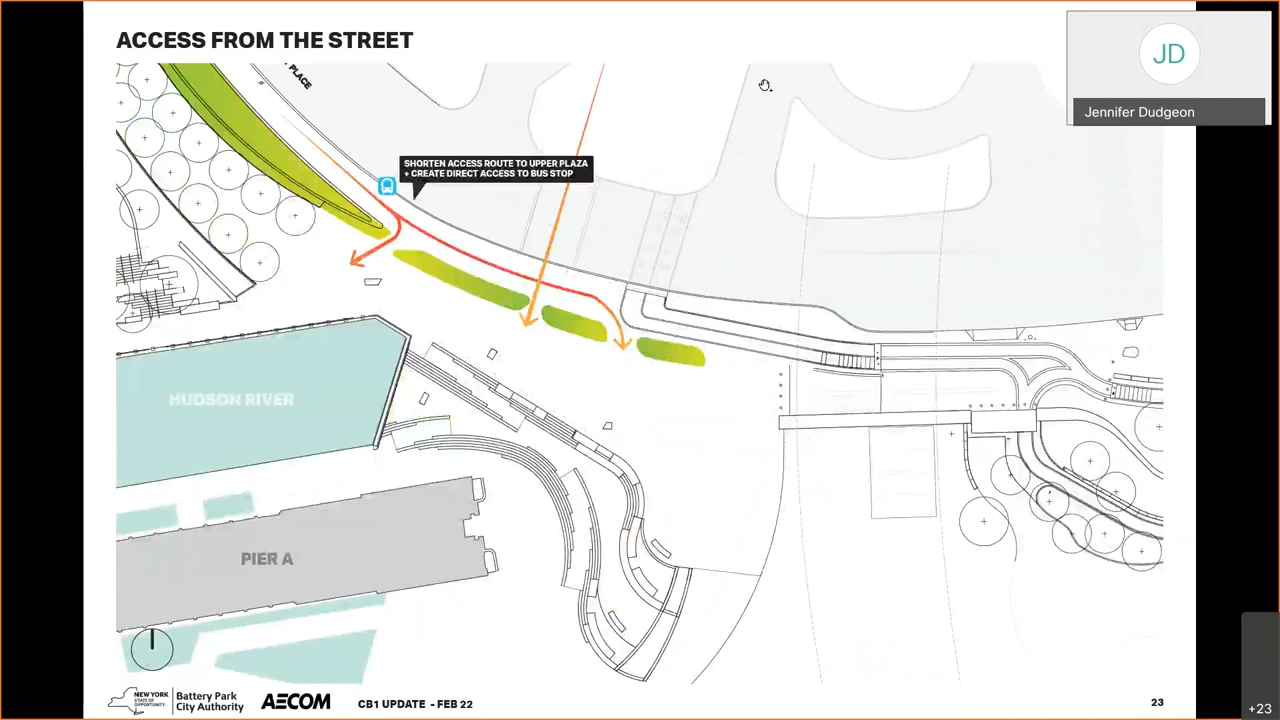 ACCESS FROM THE STREET
JD
Jennifer Dudgeon
PLACE
SHORTEN ACCESS ROUTE TO UPPER PLAZA
+ CREATE DIRECT ACCESS TO BUS STOP
HUDSON RIVER
PIER A
NEW YORK
STATE OF
OPPORTUNITY.
Battery Park
City Authority
AECOM
CB1 UPDATE - FEB 22
23
+23